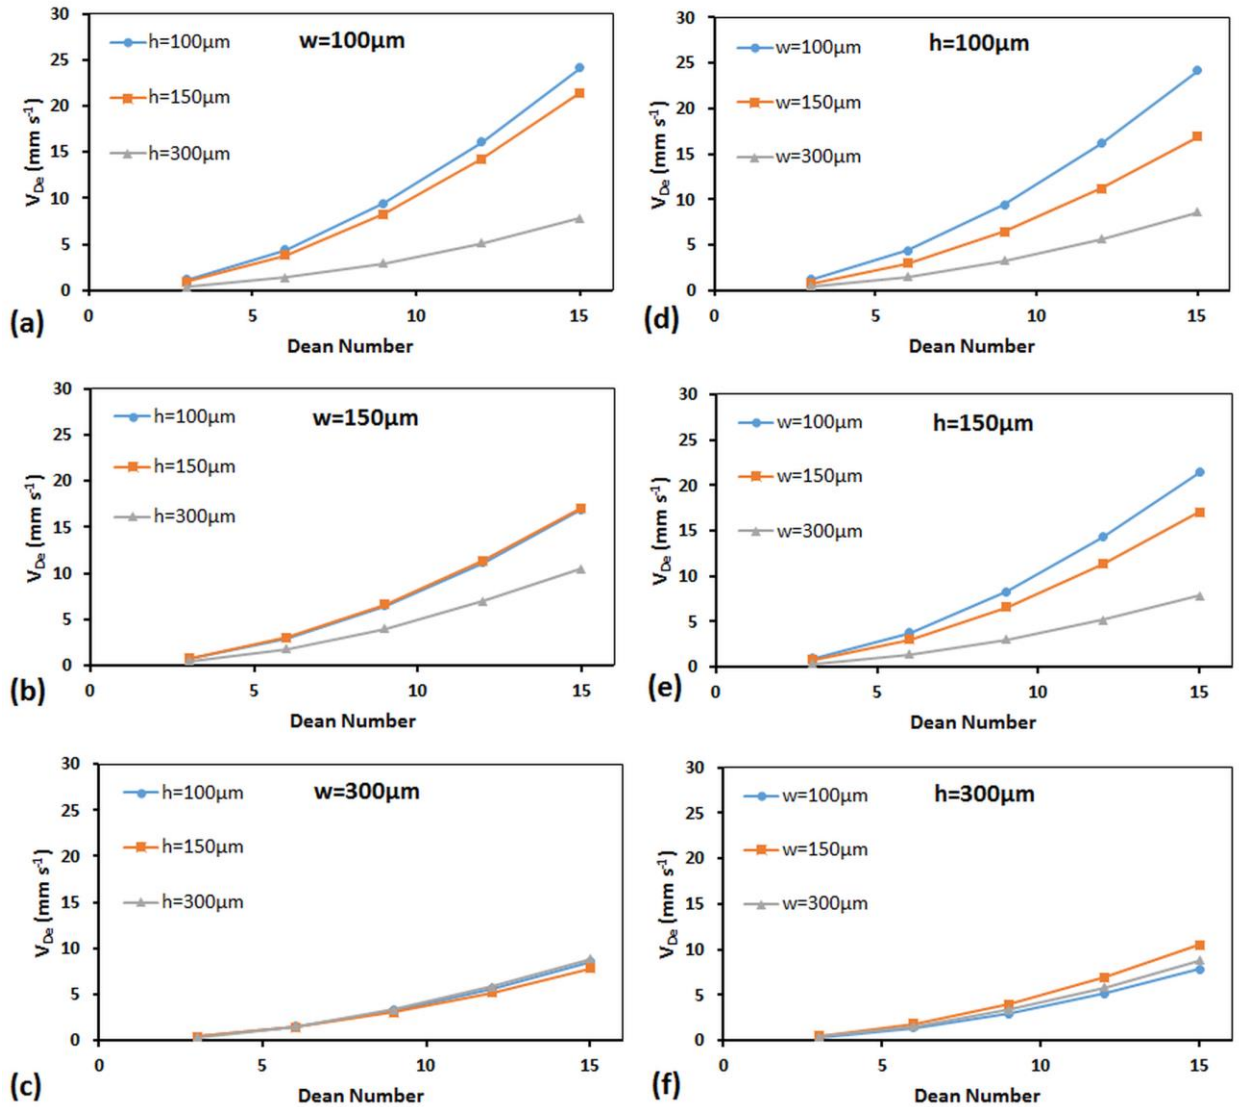 w=100µm
h=100µm
h=150µm
h=300µm
30
25
20
15
10
5
0
V_De (mm s⁻¹)
0 5 10 15
Dean Number
(a)
h=100µm
w=100µm
w=150µm
w=300µm
30
25
20
15
10
5
0
V_De (mm s⁻¹)
0 5 10 15
Dean Number
(d)
w=150µm
h=100µm
h=150µm
h=300µm
30
25
20
15
10
5
0
V_De (mm s⁻¹)
0 5 10 15
Dean Number
(b)
h=150µm
w=100µm
w=150µm
w=300µm
30
25
20
15
10
5
0
V_De (mm s⁻¹)
0 5 10 15
Dean Number
(e)
w=300µm
h=100µm
h=150µm
h=300µm
30
25
20
15
10
5
0
V_De (mm s⁻¹)
0 5 10 15
Dean Number
(c)
h=300µm
w=100µm
w=150µm
w=300µm
30
25
20
15
10
5
0
V_De (mm s⁻¹)
0 5 10 15
Dean Number
(f)